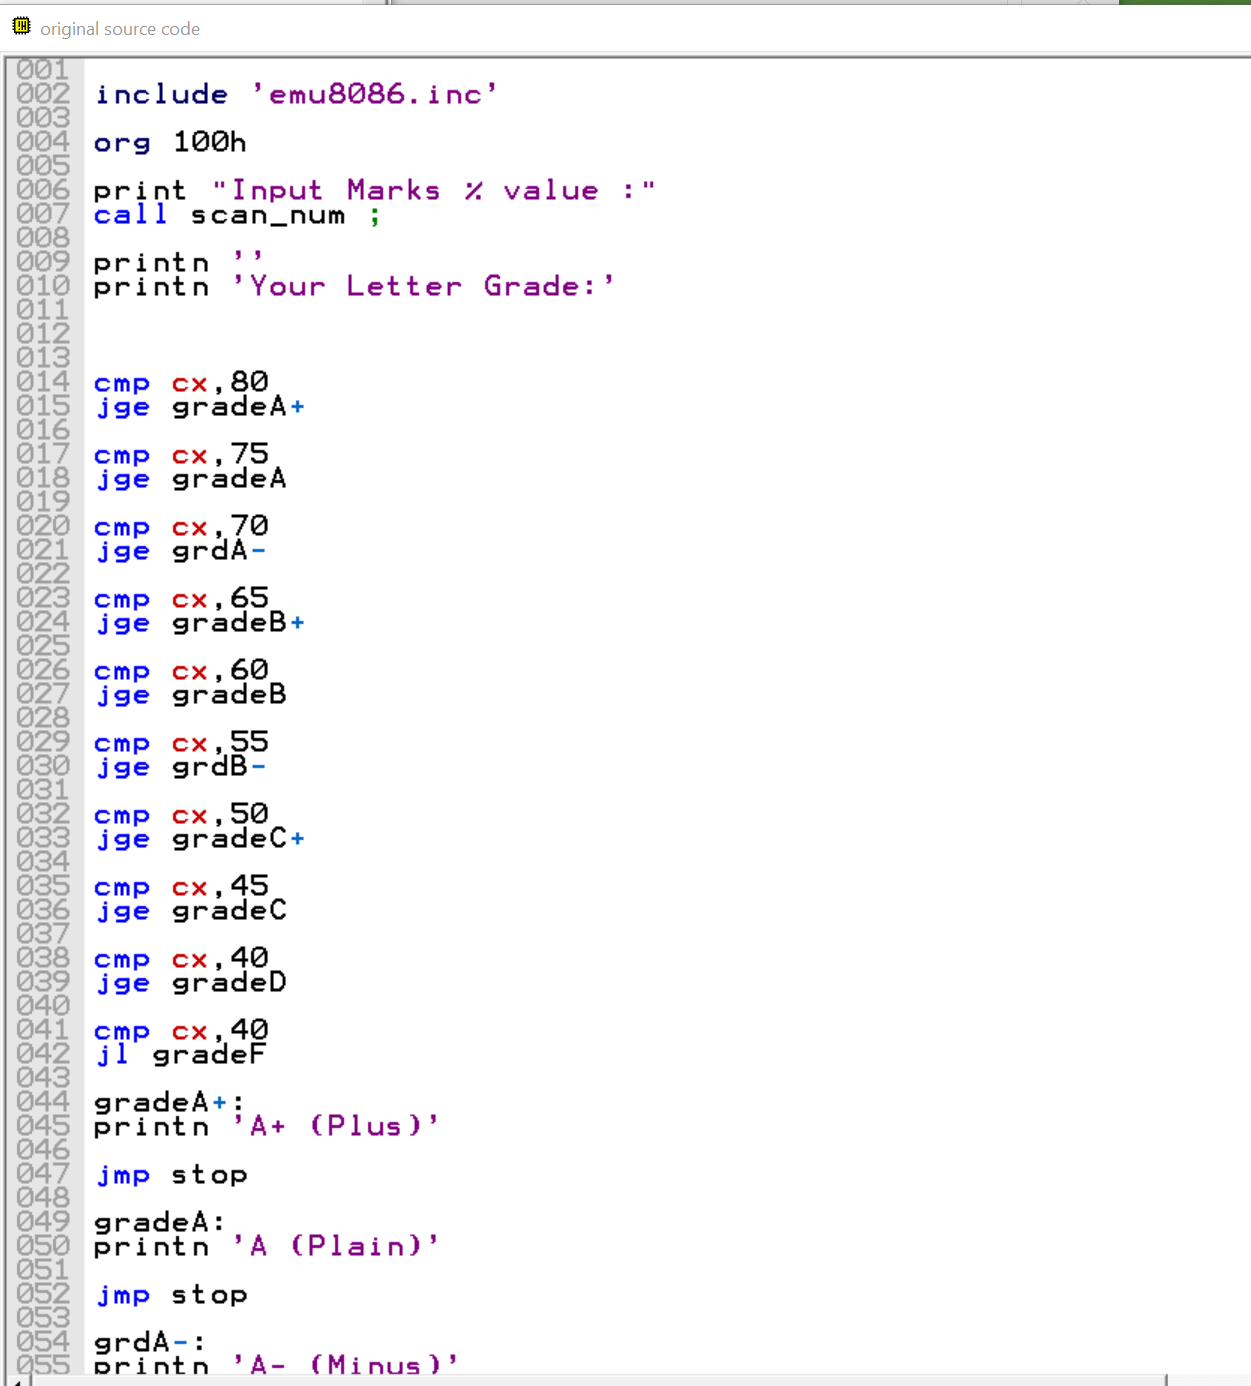 original source code
001
002 include 'emu8086.inc'
003
004 org 100h
005
006 print "Input Marks % value :"
007 call scan_num ;
008
009 printn ''
010 printn 'Your Letter Grade:'
011
012
013
014 cmp cx,80
015 jge gradeA+
016
017 cmp cx,75
018 jge gradeA
019
020 cmp cx,70
021 jge grdA-
022
023 cmp cx,65
024 jge gradeB+
025
026 cmp cx,60
027 jge gradeB
028
029 cmp cx,55
030 jge grdB-
031
032 cmp cx,50
033 jge gradeC+
034
035 cmp cx,45
036 jge gradeC
037
038 cmp cx,40
039 jge gradeD
040
041 cmp cx,40
042 jl gradeF
043
044 gradeA+:
045 printn 'A+ (Plus)'
046
047 jmp stop
048
049 gradeA:
050 printn 'A (Plain)'
051
052 jmp stop
053
054 grdA-:
055 printn 'A- (Minus)'